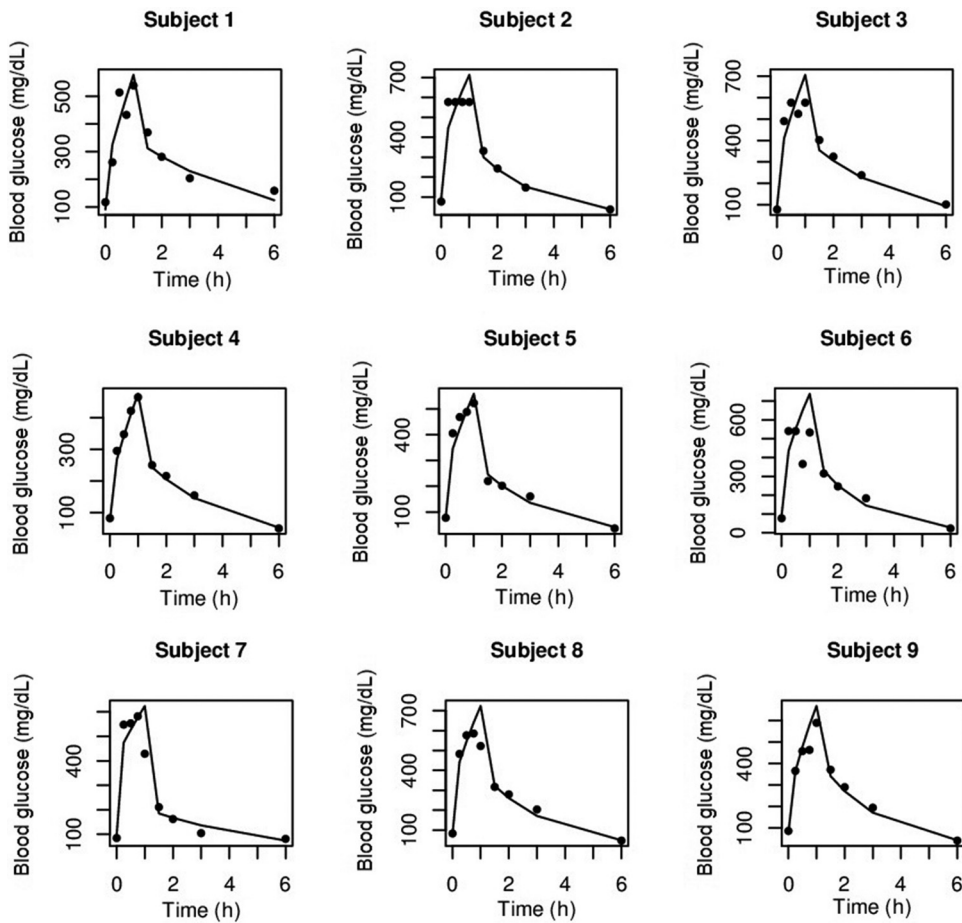 Subject 1
Subject 2
Subject 3
Blood glucose (mg/dL)
100 300 500
0 2 4 6
Time (h)
Blood glucose (mg/dL)
100 400 700
0 2 4 6
Time (h)
Blood glucose (mg/dL)
100 400 700
0 2 4 6
Time (h)
Subject 4
Subject 5
Subject 6
Blood glucose (mg/dL)
100 300
0 2 4 6
Time (h)
Blood glucose (mg/dL)
100 400
0 2 4 6
Time (h)
Blood glucose (mg/dL)
0 300 600
0 2 4 6
Time (h)
Subject 7
Subject 8
Subject 9
Blood glucose (mg/dL)
100 400
0 2 4 6
Time (h)
Blood glucose (mg/dL)
100 400 700
0 2 4 6
Time (h)
Blood glucose (mg/dL)
100 400
0 2 4 6
Time (h)